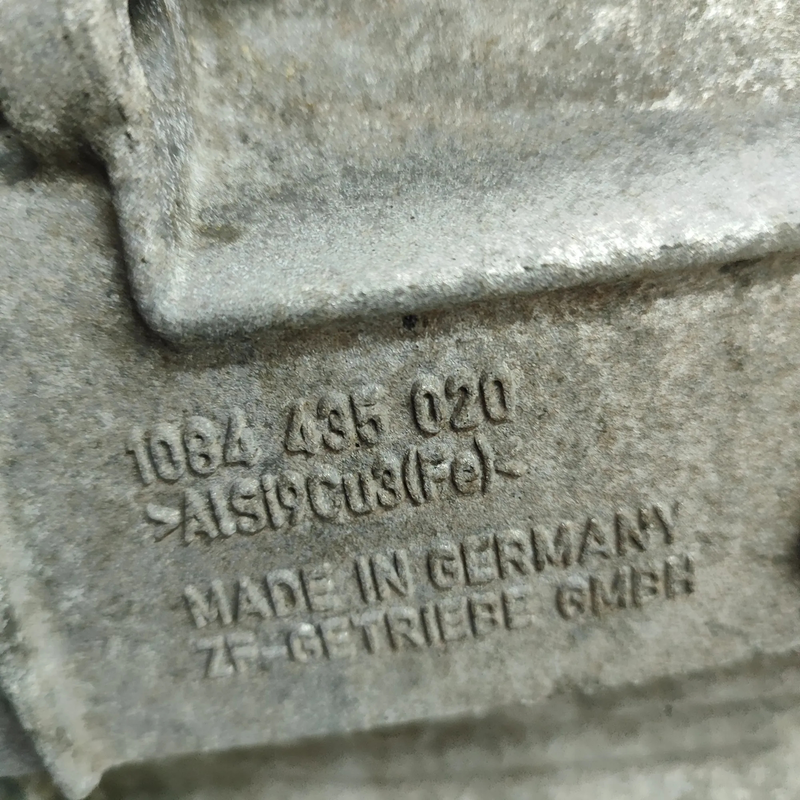 1084 435 020
>AlSi9Cu3(Fe)<
MADE IN GERMANY
ZF-GETRIEBE GMBH